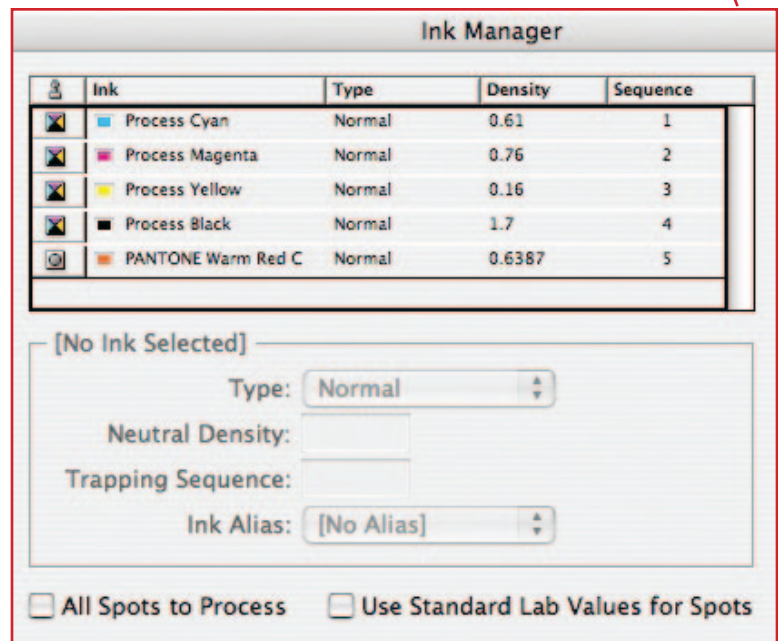 Ink Manager
Ink Type Density Sequence
Process Cyan Normal 0.61 1
Process Magenta Normal 0.76 2
Process Yellow Normal 0.16 3
Process Black Normal 1.7 4
PANTONE Warm Red C Normal 0.6387 5
[No Ink Selected]
Type: Normal
Neutral Density:
Trapping Sequence:
Ink Alias: [No Alias]
All Spots to Process Use Standard Lab Values for Spots